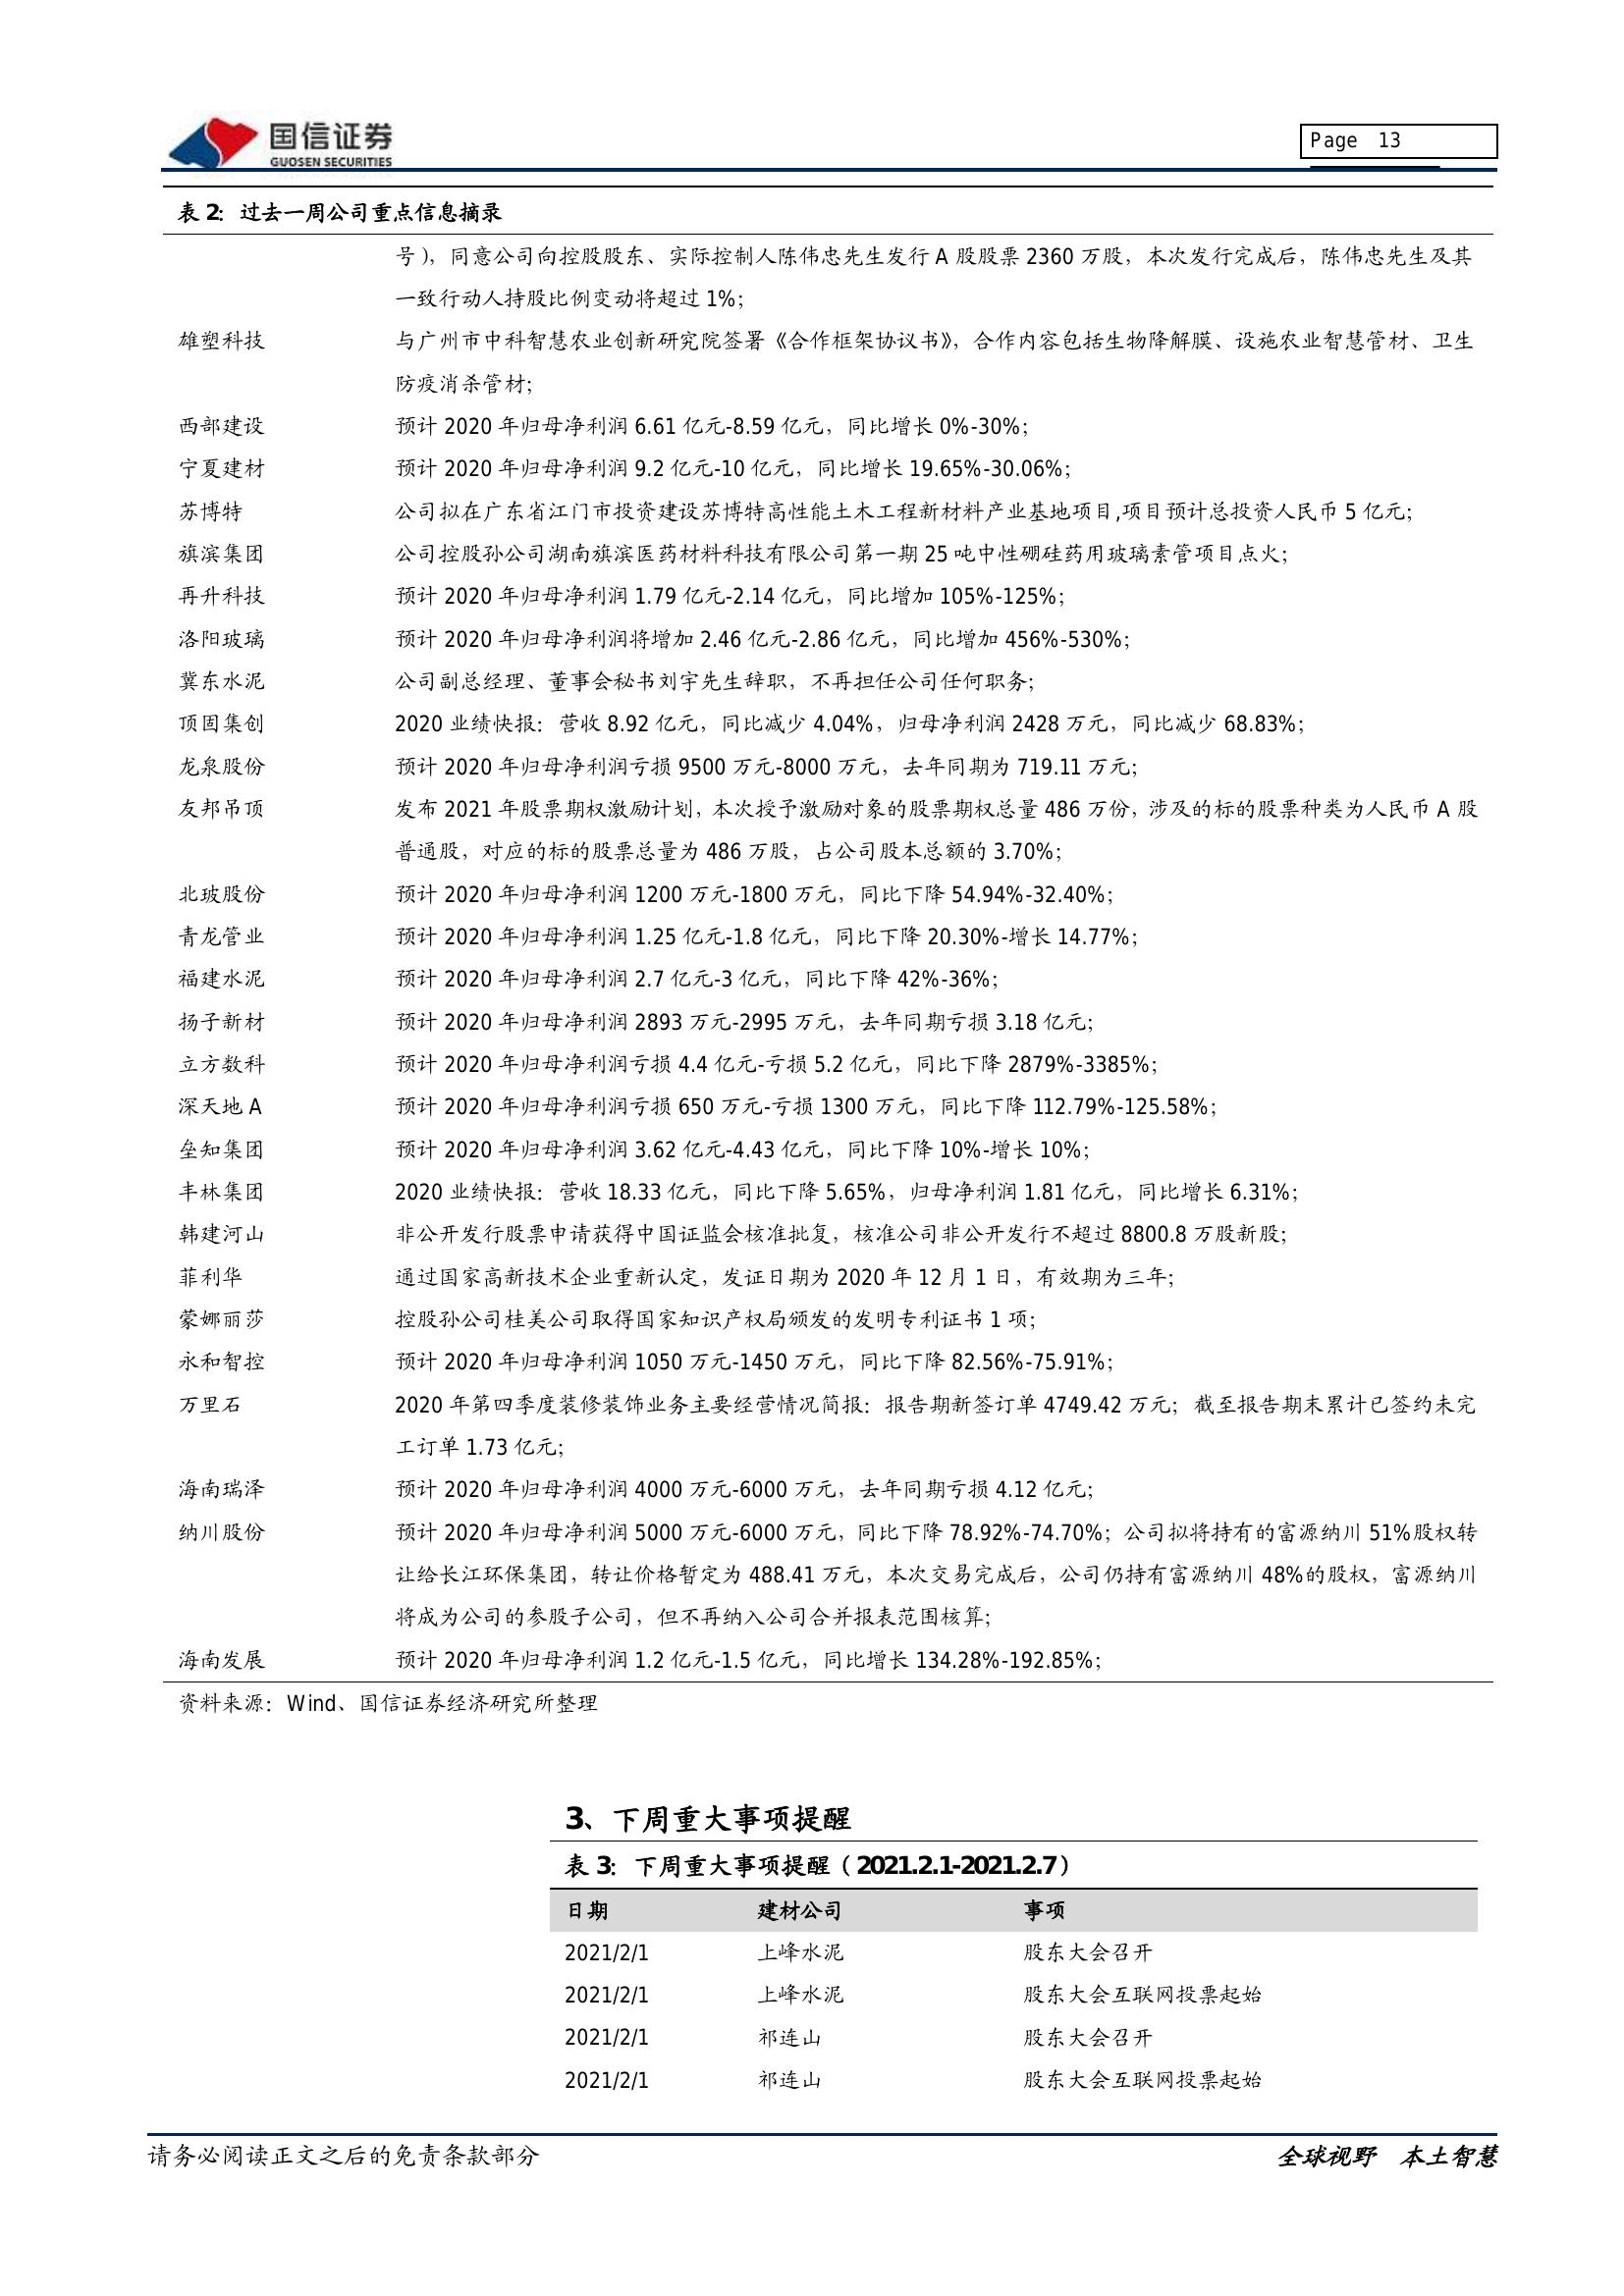 国信证券
GUOSEN SECURITIES
Page 13
表 2：过去一周公司重点信息摘录
号），同意公司向控股股东、实际控制人陈伟忠先生发行 A 股股票 2360 万股，本次发行完成后，陈伟忠先生及其
一致行动人持股比例变动将超过 1%；
雄塑科技 与广州市中科智慧农业创新研究院签署《合作框架协议书》，合作内容包括生物降解膜、设施农业智慧管材、卫生
防疫消杀管材；
西部建设 预计 2020 年归母净利润 6.61 亿元-8.59 亿元，同比增长 0%-30%；
宁夏建材 预计 2020 年归母净利润 9.2 亿元-10 亿元，同比增长 19.65%-30.06%；
苏博特 公司拟在广东省江门市投资建设苏博特高性能土木工程新材料产业基地项目,项目预计总投资人民币 5 亿元；
旗滨集团 公司控股孙公司湖南旗滨医药材料科技有限公司第一期 25 吨中性硼硅药用玻璃素管项目点火；
再升科技 预计 2020 年归母净利润 1.79 亿元-2.14 亿元，同比增加 105%-125%；
洛阳玻璃 预计 2020 年归母净利润将增加 2.46 亿元-2.86 亿元，同比增加 456%-530%；
冀东水泥 公司副总经理、董事会秘书刘宇先生辞职，不再担任公司任何职务；
顶固集创 2020 业绩快报：营收 8.92 亿元，同比减少 4.04%，归母净利润 2428 万元，同比减少 68.83%；
龙泉股份 预计 2020 年归母净利润亏损 9500 万元-8000 万元，去年同期为 719.11 万元；
友邦吊顶 发布 2021 年股票期权激励计划，本次授予激励对象的股票期权总量 486 万份，涉及的标的股票种类为人民币 A 股
普通股，对应的标的股票总量为 486 万股，占公司股本总额的 3.70%；
北玻股份 预计 2020 年归母净利润 1200 万元-1800 万元，同比下降 54.94%-32.40%；
青龙管业 预计 2020 年归母净利润 1.25 亿元-1.8 亿元，同比下降 20.30%-增长 14.77%；
福建水泥 预计 2020 年归母净利润 2.7 亿元-3 亿元，同比下降 42%-36%；
扬子新材 预计 2020 年归母净利润 2893 万元-2995 万元，去年同期亏损 3.18 亿元；
立方数科 预计 2020 年归母净利润亏损 4.4 亿元-亏损 5.2 亿元，同比下降 2879%-3385%；
深天地 A 预计 2020 年归母净利润亏损 650 万元-亏损 1300 万元，同比下降 112.79%-125.58%；
垒知集团 预计 2020 年归母净利润 3.62 亿元-4.43 亿元，同比下降 10%-增长 10%；
丰林集团 2020 业绩快报：营收 18.33 亿元，同比下降 5.65%，归母净利润 1.81 亿元，同比增长 6.31%；
韩建河山 非公开发行股票申请获得中国证监会核准批复，核准公司非公开发行不超过 8800.8 万股新股；
菲利华 通过国家高新技术企业重新认定，发证日期为 2020 年 12 月 1 日，有效期为三年；
蒙娜丽莎 控股孙公司桂美公司取得国家知识产权局颁发的发明专利证书 1 项；
永和智控 预计 2020 年归母净利润 1050 万元-1450 万元，同比下降 82.56%-75.91%；
万里石 2020 年第四季度装修装饰业务主要经营情况简报：报告期新签订单 4749.42 万元；截至报告期末累计已签约未完
工订单 1.73 亿元；
海南瑞泽 预计 2020 年归母净利润 4000 万元-6000 万元，去年同期亏损 4.12 亿元；
纳川股份 预计 2020 年归母净利润 5000 万元-6000 万元，同比下降 78.92%-74.70%；公司拟将持有的富源纳川 51%股权转
让给长江环保集团，转让价格暂定为 488.41 万元，本次交易完成后，公司仍持有富源纳川 48%的股权，富源纳川
将成为公司的参股子公司，但不再纳入公司合并报表范围核算；
海南发展 预计 2020 年归母净利润 1.2 亿元-1.5 亿元，同比增长 134.28%-192.85%；
资料来源：Wind、国信证券经济研究所整理
3、下周重大事项提醒
表 3：下周重大事项提醒（2021.2.1-2021.2.7）
日期 建材公司 事项
2021/2/1 上峰水泥 股东大会召开
2021/2/1 上峰水泥 股东大会互联网投票起始
2021/2/1 祁连山 股东大会召开
2021/2/1 祁连山 股东大会互联网投票起始
请务必阅读正文之后的免责条款部分
全球视野 本土智慧